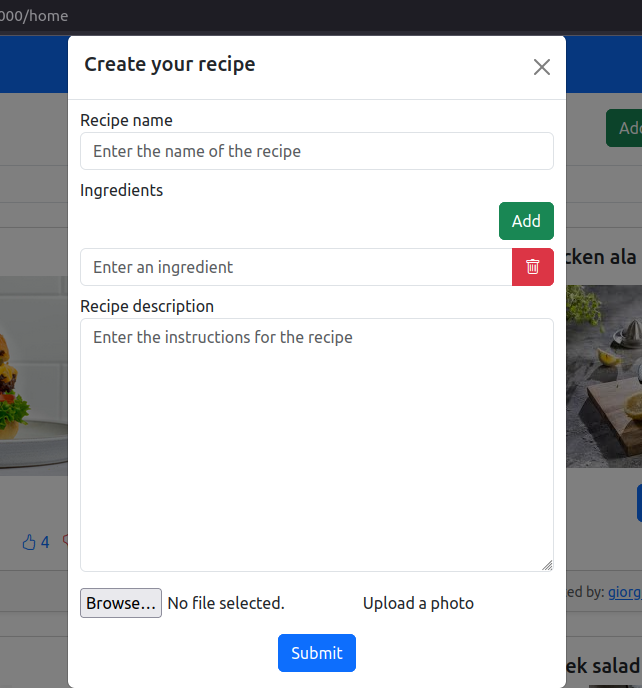 000/home
Create your recipe
Recipe name
Add
Enter the name of the recipe
Ingredients
Add
cken ala
Enter an ingredient
Recipe description
Enter the instructions for the recipe
4
Browse... No file selected. Upload a photo
ed by: giorg
Submit
ek salad